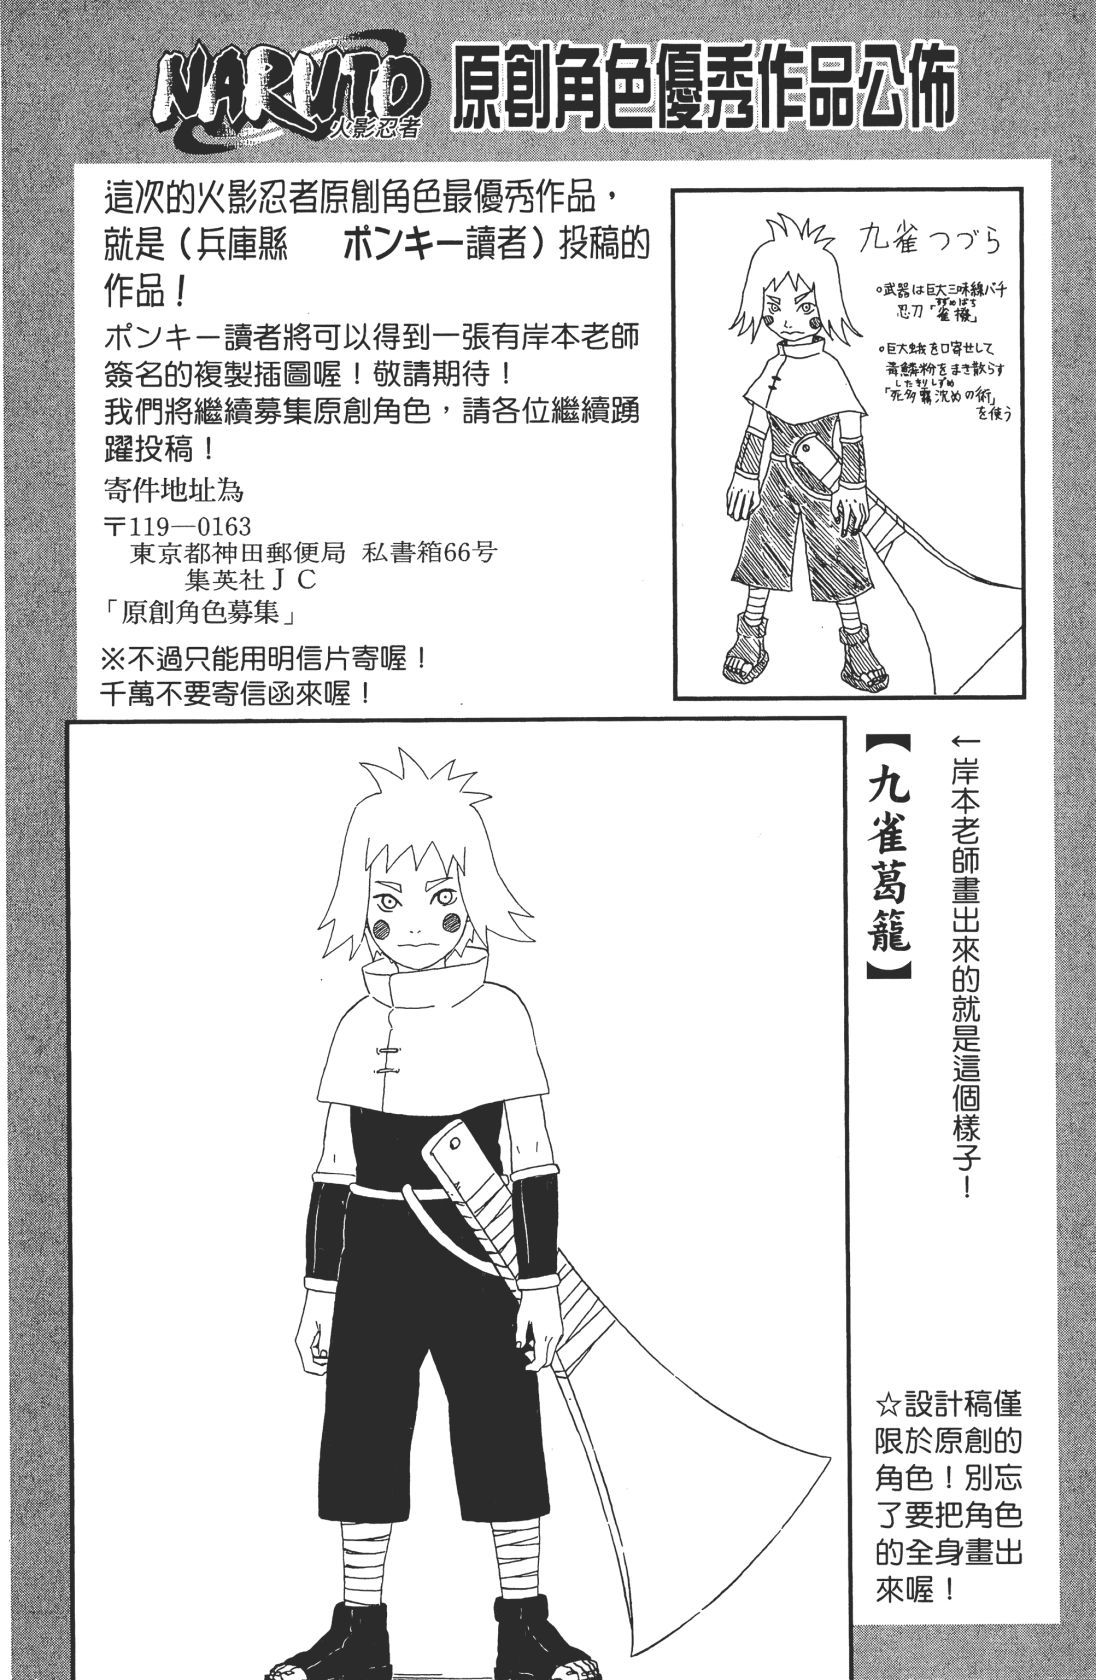 NARUTO
火影忍者
原創角色優秀作品公佈
這次的火影忍者原創角色最優秀作品，
就是（兵庫縣　ポンキー讀者）投稿的
作品！
ポンキー讀者將可以得到一張有岸本老師
簽名的複製插圖喔！敬請期待！
我們將繼續募集原創角色，請各位繼續踴
躍投稿！
寄件地址為
〒119—0163
東京都神田郵便局 私書箱66号
集英社ＪＣ
「原創角色募集」
※不過只能用明信片寄喔！
千萬不要寄信函來喔！
九雀つづら
○武器は巨大三味線バチ
忍刀「雀撥」
すずめばち
○巨大蛾を口寄せして
毒鱗粉をまき散らす
したきりしずめ
「死多霧沈めの術」
を使う
←岸本老師畫出來的就是這個樣子！
【九雀葛籠】
☆設計稿僅
限於原創的
角色！別忘
了要把角色
的全身畫出
來喔！